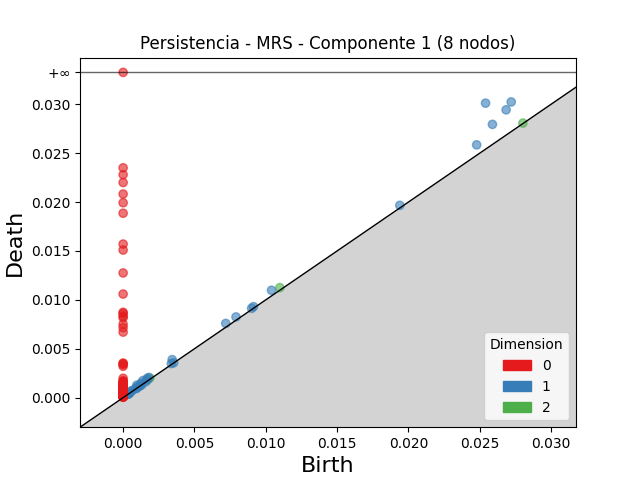 Persistencia - MRS - Componente 1 (8 nodos)
+∞
0.030
0.025
0.020
0.015
0.010
0.005
0.000
Death
Dimension
0
1
2
0.000 0.005 0.010 0.015 0.020 0.025 0.030
Birth